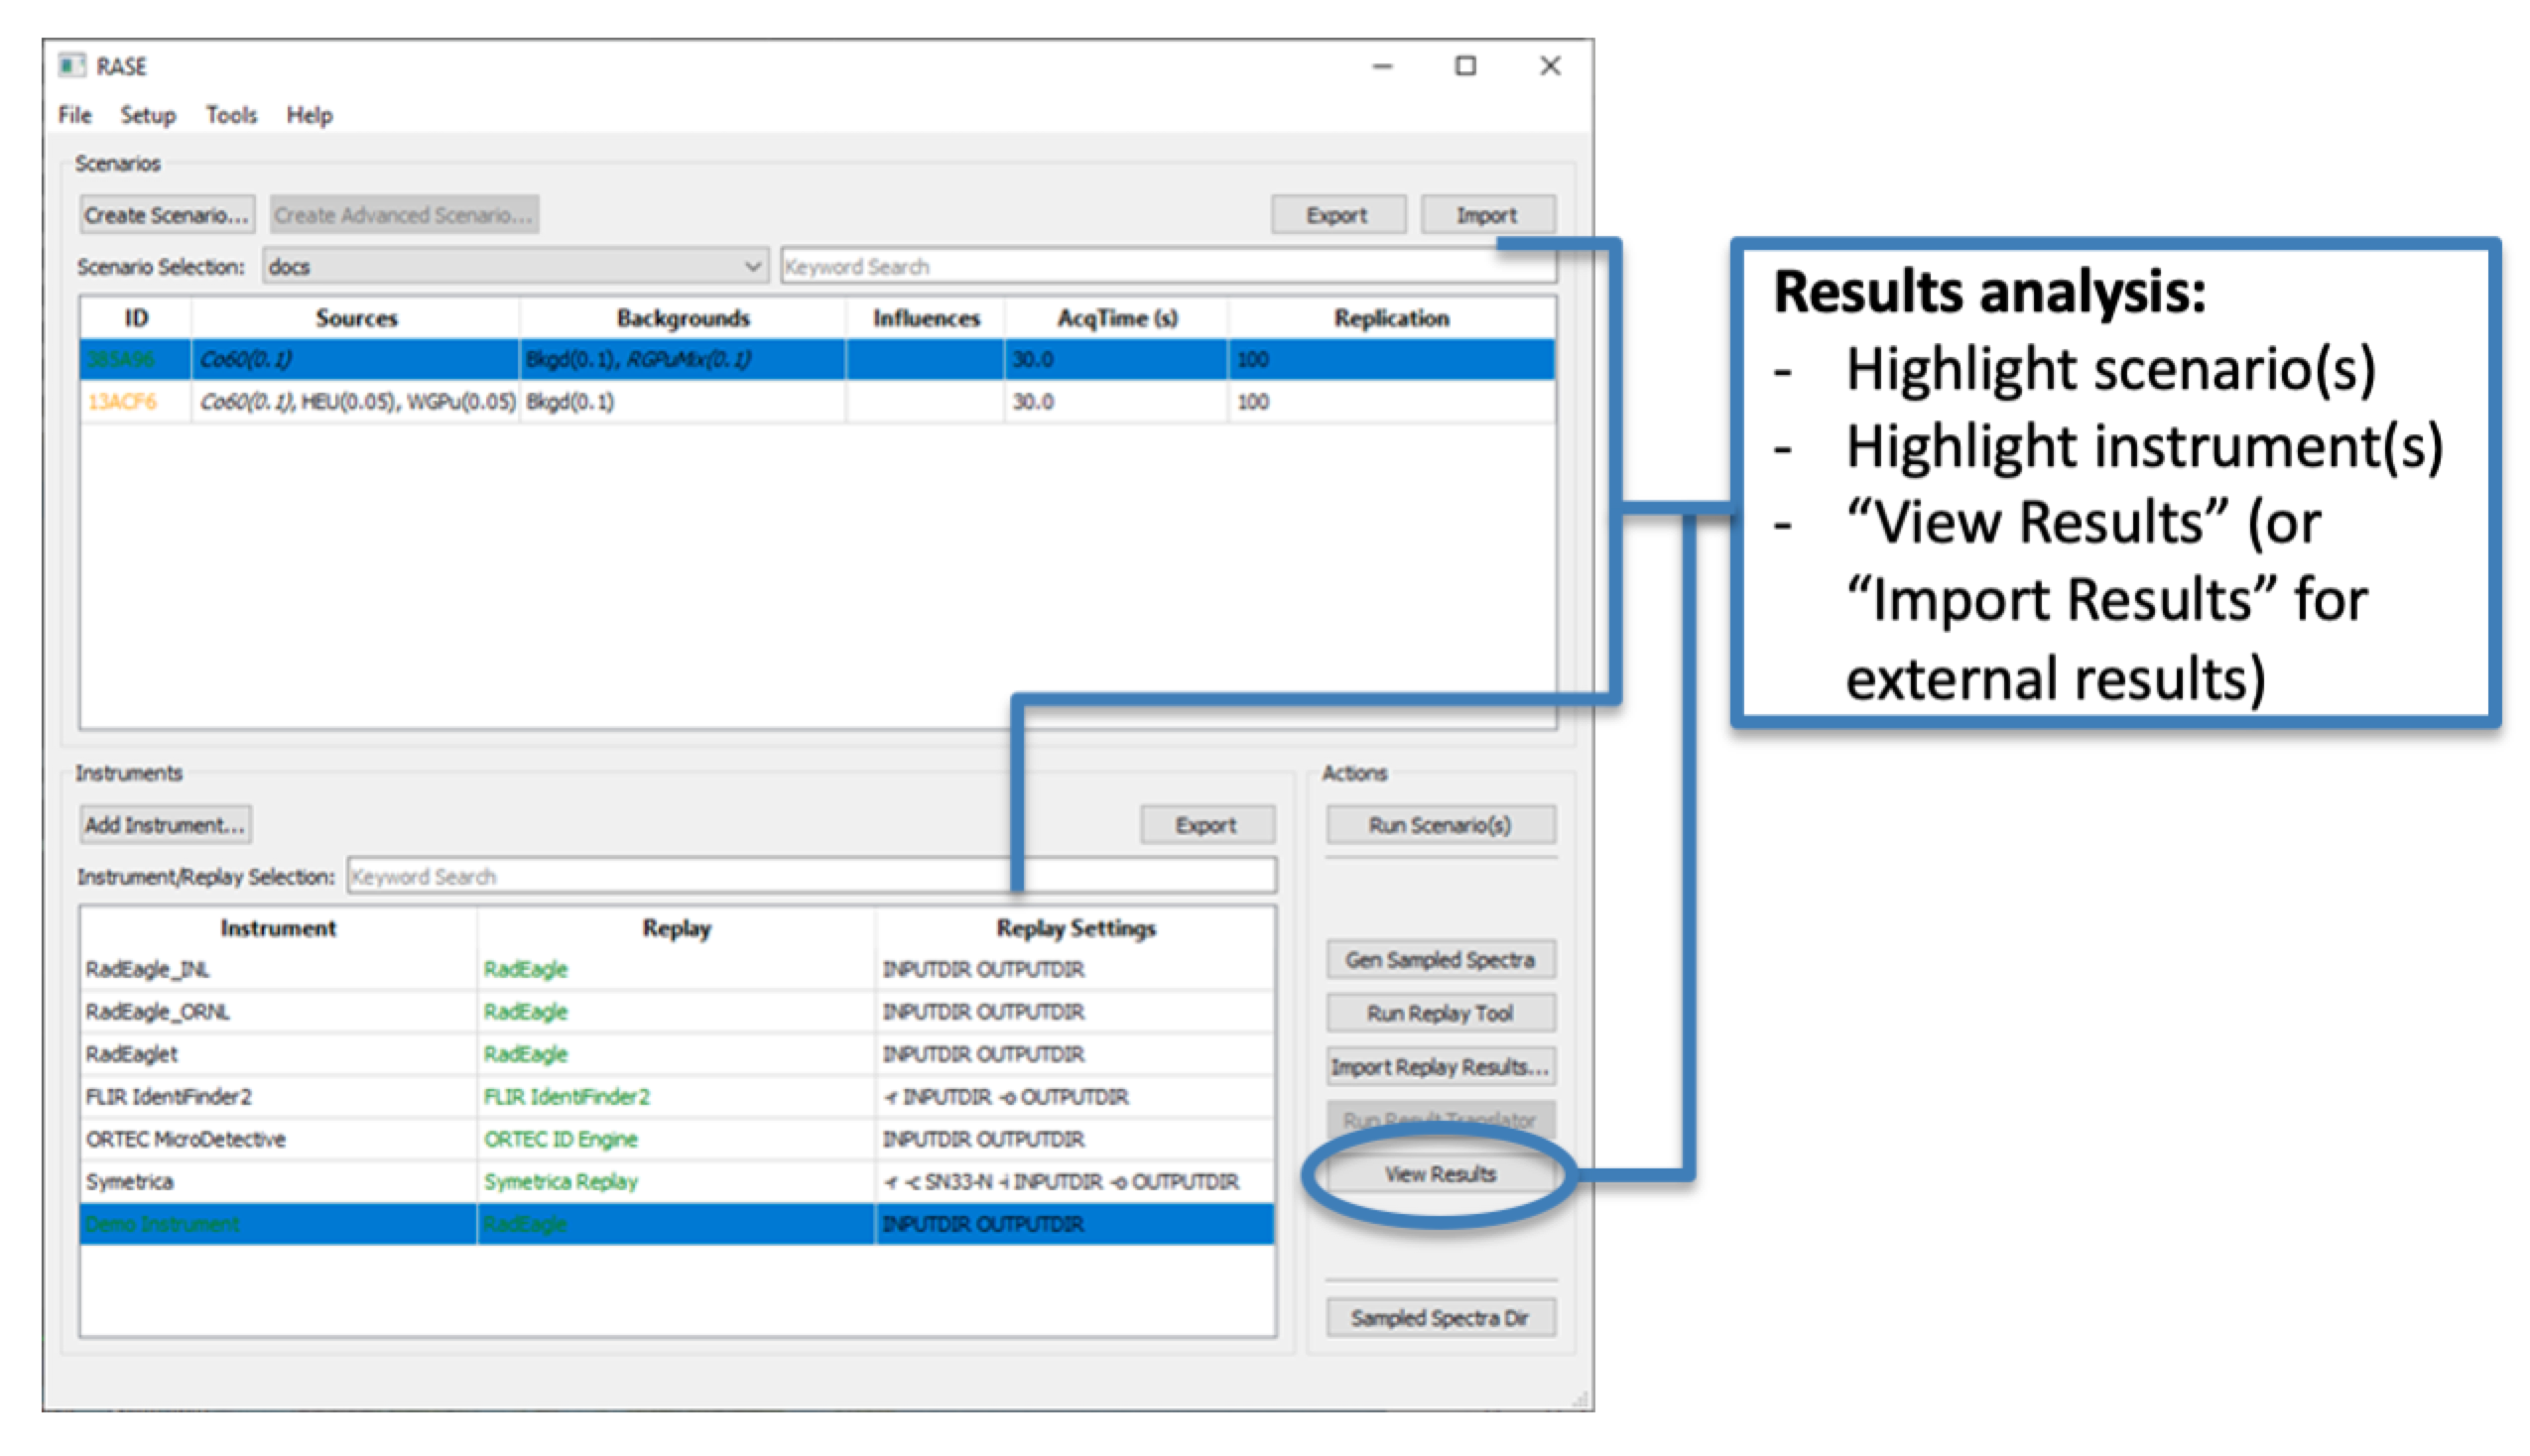 RASE
File Setup Tools Help
Scenarios
Create Scenario... Create Advanced Scenario... Export Import
Scenario Selection: docs Keyword Search
ID Sources Backgrounds Influences AcqTime (s) Replication
3B5A96 Co60(0.1) Bkgd(0.1), RGPuMix(0.1) 30.0 100
13ACF6 Co60(0.1), HEU(0.05), WGPu(0.05) Bkgd(0.1) 30.0 100
Instruments
Add Instrument... Export
Instrument/Replay Selection: Keyword Search
Instrument Replay Replay Settings
RadEagle_INL RadEagle INPUTDIR OUTPUTDIR
RadEagle_ORNL RadEagle INPUTDIR OUTPUTDIR
RadEaglet RadEagle INPUTDIR OUTPUTDIR
FLIR IdentiFinder2 FLIR IdentiFinder2 -r INPUTDIR -o OUTPUTDIR
ORTEC MicroDetective ORTEC ID Engine INPUTDIR OUTPUTDIR
Symetrica Symetrica Replay -r -c SN33-N -i INPUTDIR -o OUTPUTDIR
Demo Instrument RadEagle INPUTDIR OUTPUTDIR
Actions
Run Scenario(s)
Gen Sampled Spectra
Run Replay Tool
Import Replay Results...
Run Result Translator
View Results
Sampled Spectra Dir
Results analysis:
- Highlight scenario(s)
- Highlight instrument(s)
- “View Results” (or
“Import Results” for
external results)